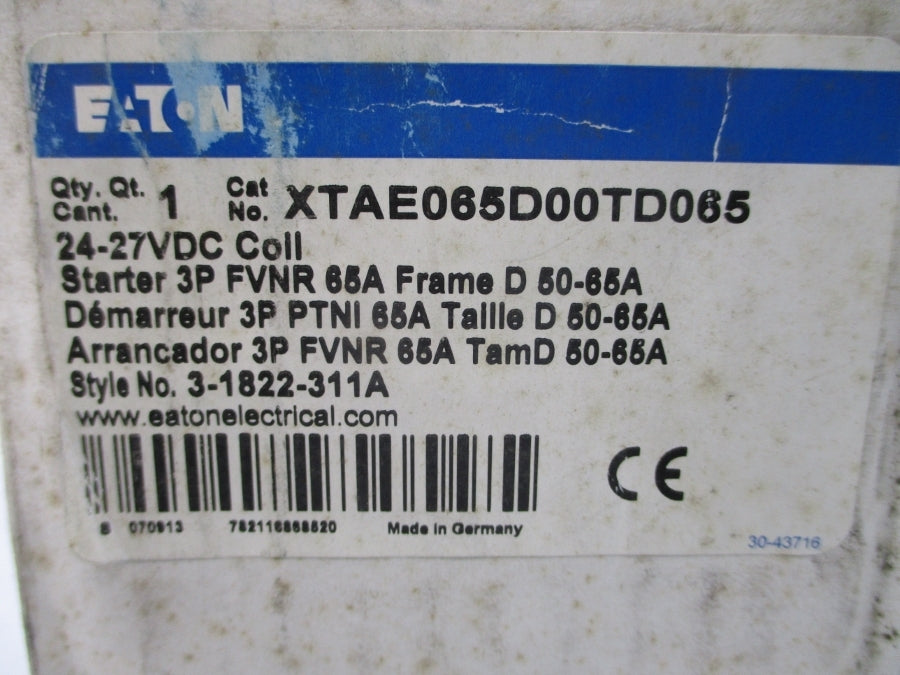 EATON
Qty. Qt. Cant. 1 Cat No. XTAE065D00TD065
24-27VDC Coil
Starter 3P FVNR 65A Frame D 50-65A
Démarreur 3P PTNI 65A Taille D 50-65A
Arrancador 3P FVNR 65A TamD 50-65A
Style No. 3-1822-311A
www.eatonelectrical.com
CE
S 070913 782116868520 Made in Germany
30-43716